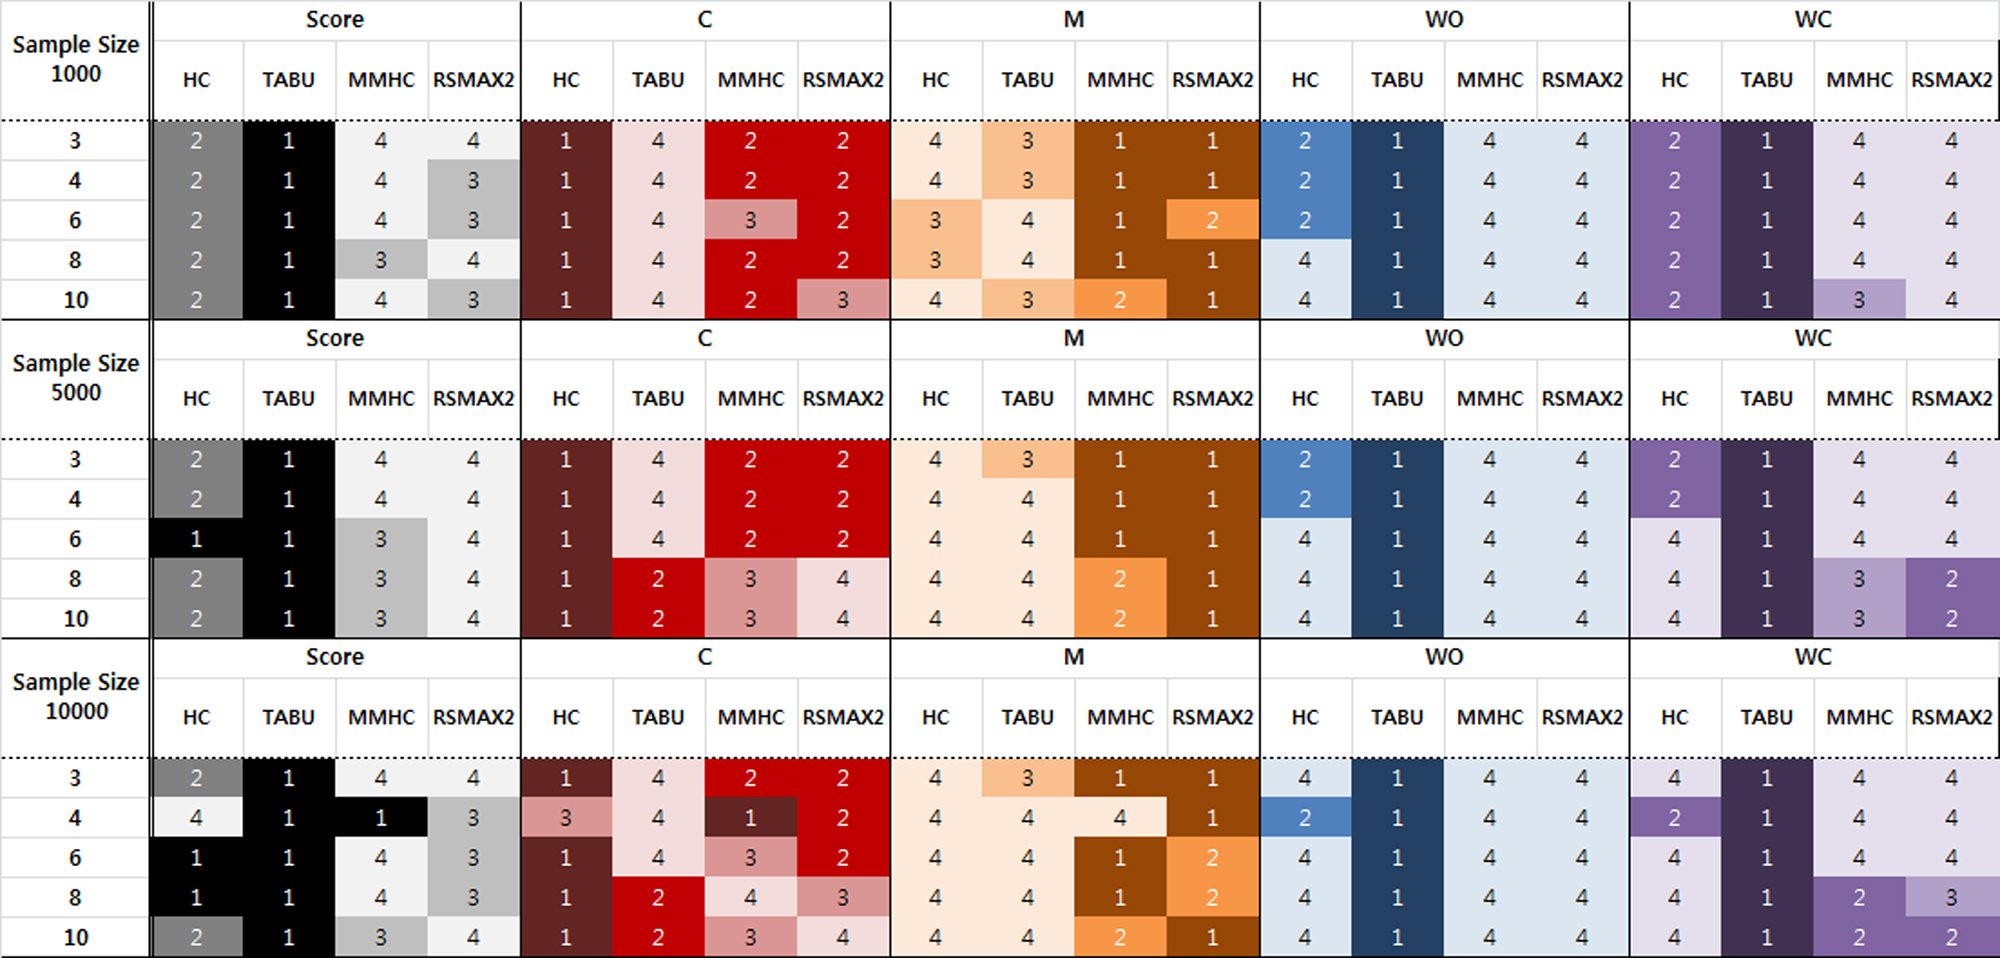 Sample Size 1000 Score C M WO WC
HC TABU MMHC RSMAX2 HC TABU MMHC RSMAX2 HC TABU MMHC RSMAX2 HC TABU MMHC RSMAX2 HC TABU MMHC RSMAX2
3 2 1 4 4 1 4 2 2 4 3 1 1 2 1 4 4 2 1 4 4
4 2 1 4 3 1 4 2 2 4 3 1 1 2 1 4 4 2 1 4 4
6 2 1 4 3 1 4 3 2 3 4 1 2 2 1 4 4 2 1 4 4
8 2 1 3 4 1 4 2 2 3 4 1 1 4 1 4 4 2 1 4 4
10 2 1 4 3 1 4 2 3 4 3 2 1 4 1 4 4 2 1 3 4
Sample Size 5000 Score C M WO WC
HC TABU MMHC RSMAX2 HC TABU MMHC RSMAX2 HC TABU MMHC RSMAX2 HC TABU MMHC RSMAX2 HC TABU MMHC RSMAX2
3 2 1 4 4 1 4 2 2 4 3 1 1 2 1 4 4 2 1 4 4
4 2 1 4 4 1 4 2 2 4 4 1 1 2 1 4 4 2 1 4 4
6 1 1 3 4 1 4 2 2 4 4 1 1 4 1 4 4 4 1 4 4
8 2 1 3 4 1 2 3 4 4 4 2 1 4 1 4 4 4 1 3 2
10 2 1 3 4 1 2 3 4 4 4 2 1 4 1 4 4 4 1 3 2
Sample Size 10000 Score C M WO WC
HC TABU MMHC RSMAX2 HC TABU MMHC RSMAX2 HC TABU MMHC RSMAX2 HC TABU MMHC RSMAX2 HC TABU MMHC RSMAX2
3 2 1 4 4 1 4 2 2 4 3 1 1 4 1 4 4 4 1 4 4
4 4 1 1 3 3 4 1 2 4 4 4 1 2 1 4 4 2 1 4 4
6 1 1 4 3 1 4 3 2 4 4 1 2 4 1 4 4 4 1 4 4
8 1 1 4 3 1 2 4 3 4 4 1 2 4 1 4 4 4 1 2 3
10 2 1 3 4 1 2 3 4 4 4 2 1 4 1 4 4 4 1 2 2